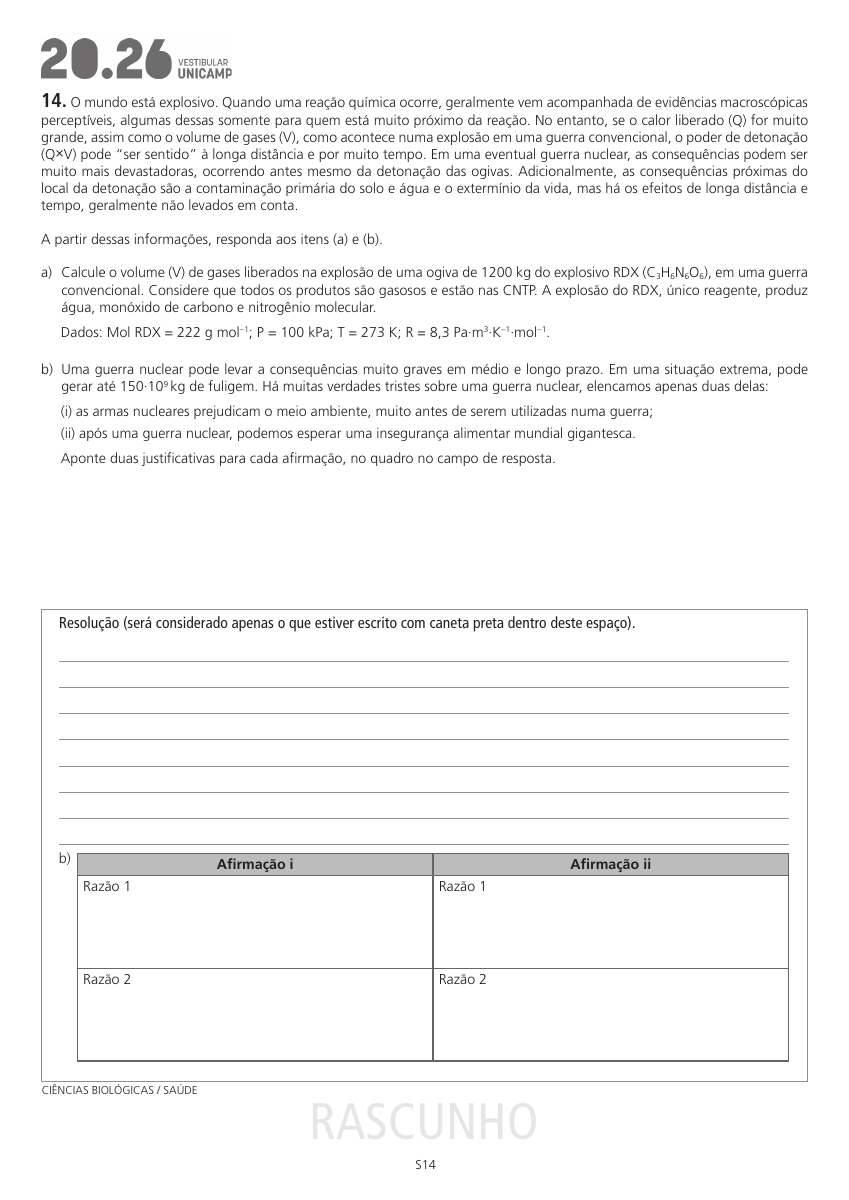 20.26 VESTIBULAR UNICAMP
14. O mundo está explosivo. Quando uma reação química ocorre, geralmente vem acompanhada de evidências macroscópicas
perceptíveis, algumas dessas somente para quem está muito próximo da reação. No entanto, se o calor liberado (Q) for muito
grande, assim como o volume de gases (V), como acontece numa explosão em uma guerra convencional, o poder de detonação
(Q×V) pode “ser sentido” à longa distância e por muito tempo. Em uma eventual guerra nuclear, as consequências podem ser
muito mais devastadoras, ocorrendo antes mesmo da detonação das ogivas. Adicionalmente, as consequências próximas do
local da detonação são a contaminação primária do solo e água e o extermínio da vida, mas há os efeitos de longa distância e
tempo, geralmente não levados em conta.
A partir dessas informações, responda aos itens (a) e (b).
a) Calcule o volume (V) de gases liberados na explosão de uma ogiva de 1200 kg do explosivo RDX (C₃H₆N₆O₆), em uma guerra
convencional. Considere que todos os produtos são gasosos e estão nas CNTP. A explosão do RDX, único reagente, produz
água, monóxido de carbono e nitrogênio molecular.
Dados: Mol RDX = 222 g mol⁻¹; P = 100 kPa; T = 273 K; R = 8,3 Pa·m³·K⁻¹·mol⁻¹.
b) Uma guerra nuclear pode levar a consequências muito graves em médio e longo prazo. Em uma situação extrema, pode
gerar até 150·10⁹ kg de fuligem. Há muitas verdades tristes sobre uma guerra nuclear, elencamos apenas duas delas:
(i) as armas nucleares prejudicam o meio ambiente, muito antes de serem utilizadas numa guerra;
(ii) após uma guerra nuclear, podemos esperar uma insegurança alimentar mundial gigantesca.
Aponte duas justificativas para cada afirmação, no quadro no campo de resposta.
Resolução (será considerado apenas o que estiver escrito com caneta preta dentro deste espaço).
b) Afirmação i Afirmação ii
Razão 1 Razão 1
Razão 2 Razão 2
CIÊNCIAS BIOLÓGICAS / SAÚDE
RASCUNHO
S14